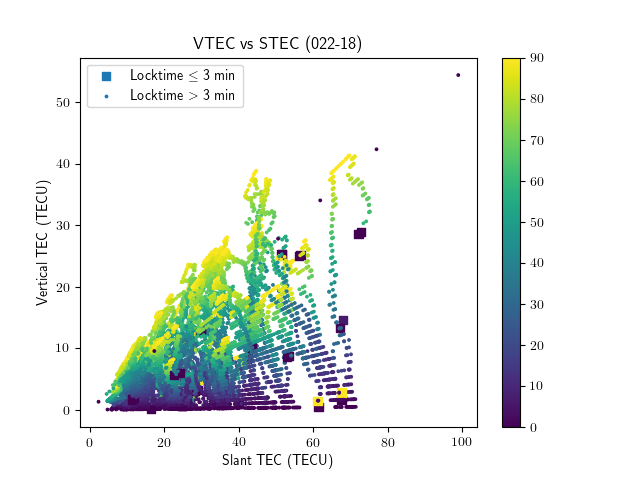 VTEC vs STEC (022-18)
Locktime ≤ 3 min
Locktime > 3 min
Vertical TEC (TECU)
50
40
30
20
10
0
0 20 40 60 80 100
Slant TEC (TECU)
90
80
70
60
50
40
30
20
10
0